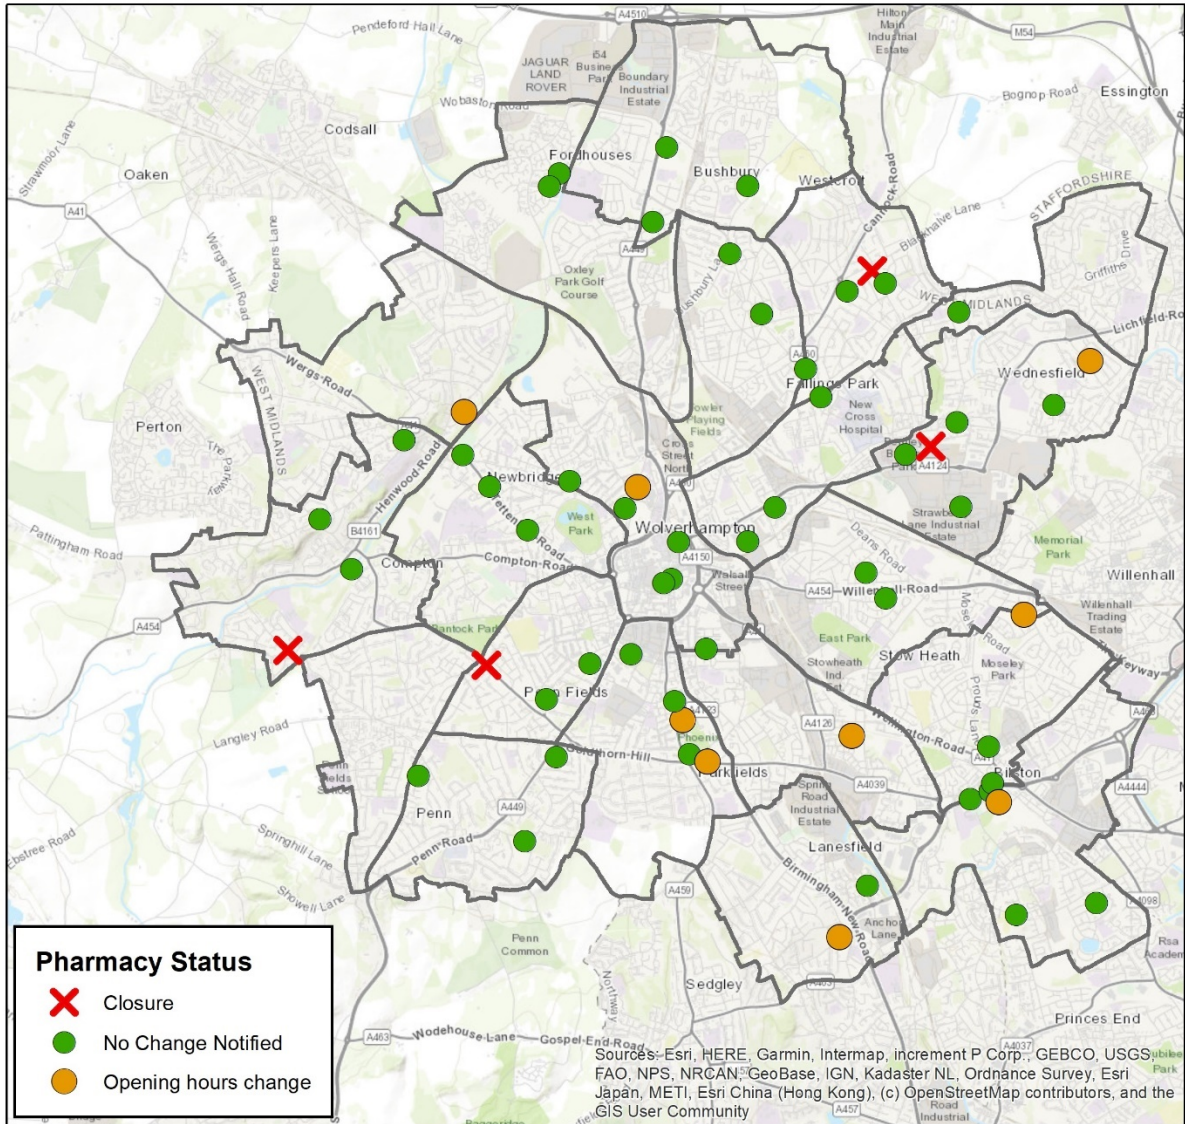 A4510
Hilton
Main
Industrial
Estate
M54
Pendeford Hall Lane
JAGUAR
LAND
ROVER
i54
Boundary
Industrial
Estate
Essington
Bognop Road
Wobaston Road
Codsall
Strawmoor Lane
Oaken
Fordhouses
Bushbury
Westcroft
Cannock-Road
STAFFORDSHIRE
A41
Keepers Lane
Wergs Hall Road
Blackhalve Lane
Griffiths Drive
A449
Oxley
Park Golf
Course
WEST MIDLANDS
Wergs-Road
WEST MIDLANDS
Wednesfield
Fallings Park
New
Cross
Hospital
Perton
The Parkway
Playing
Fields
Cross
Street
North
Henwood-Road
Newbridge
A4124
West
Park
Wolverhampton
Strawberry
Lane Industrial
Estate
Pattingham Road
B4161
Compton-Road
Compton
A4150
Deans Road
Memorial
Park
Walsall
Street
A454
Willenhall-Road
Willenhall
Willenhall
Trading
Estate
A454
Bantock Park
East Park
Stow Heath
Moseley
Park
The Keyway
Stowheath
Ind
Est
Penn Fields
Langley Road
A4126
Wellington-Road
Goldthorn-Hill
Parkfields
Bilston
A4039
A4444
Spring
Road
Industrial
Estate
A449
Penn
Lanesfield
Penn-Road
Springhill Lane
Ebstree Road
Showell Lane
A459
Birmingham-New-Road
Anchor
Lane
A4098
Penn
Common
Sedgley
A463
Rsa
Academy
Northway
Princes End
A463
Wodehouse Lane
Gospel-End-Road
A4037
Pharmacy Status
Closure
No Change Notified
Opening hours change
Sources: Esri, HERE, Garmin, Intermap, increment P Corp., GEBCO, USGS,
FAO, NPS, NRCAN, GeoBase, IGN, Kadaster NL, Ordnance Survey, Esri
Japan, METI, Esri China (Hong Kong), (c) OpenStreetMap contributors, and the
GIS User Community
A457
Road
Industrial